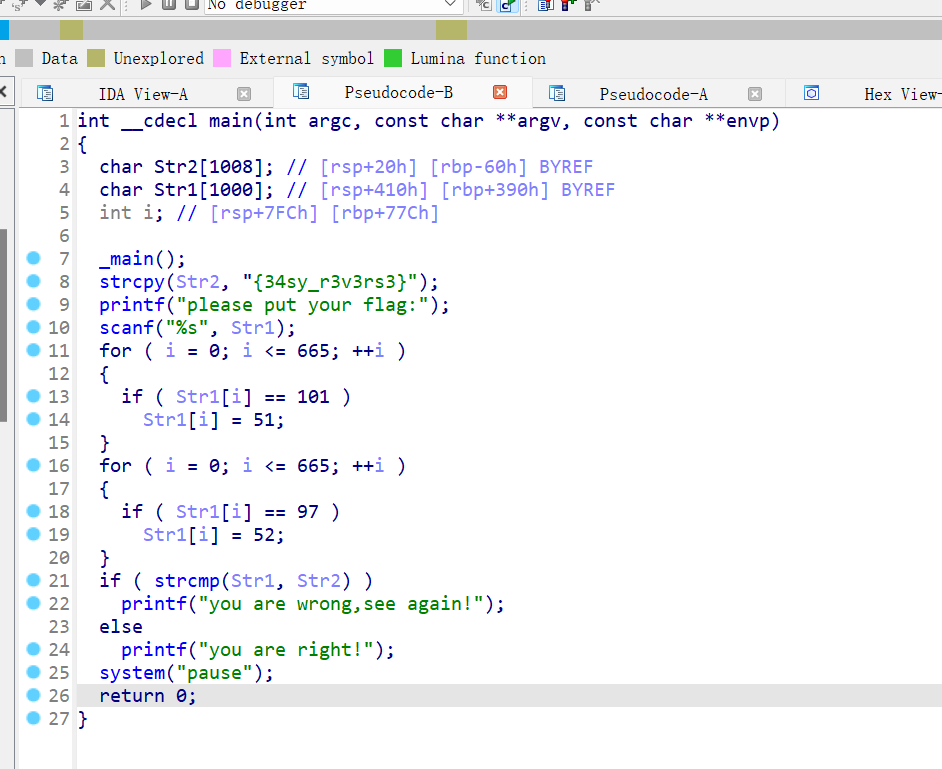 No debugger
Data Unexplored External symbol Lumina function
IDA View-A Pseudocode-B Pseudocode-A Hex View-
1 int __cdecl main(int argc, const char **argv, const char **envp)
2 {
3 char Str2[1008]; // [rsp+20h] [rbp-60h] BYREF
4 char Str1[1000]; // [rsp+410h] [rbp+390h] BYREF
5 int i; // [rsp+7FCh] [rbp+77Ch]
6
7 _main();
8 strcpy(Str2, "{34sy_r3v3rs3}");
9 printf("please put your flag:");
10 scanf("%s", Str1);
11 for ( i = 0; i <= 665; ++i )
12 {
13 if ( Str1[i] == 101 )
14 Str1[i] = 51;
15 }
16 for ( i = 0; i <= 665; ++i )
17 {
18 if ( Str1[i] == 97 )
19 Str1[i] = 52;
20 }
21 if ( strcmp(Str1, Str2) )
22 printf("you are wrong,see again!");
23 else
24 printf("you are right!");
25 system("pause");
26 return 0;
27 }